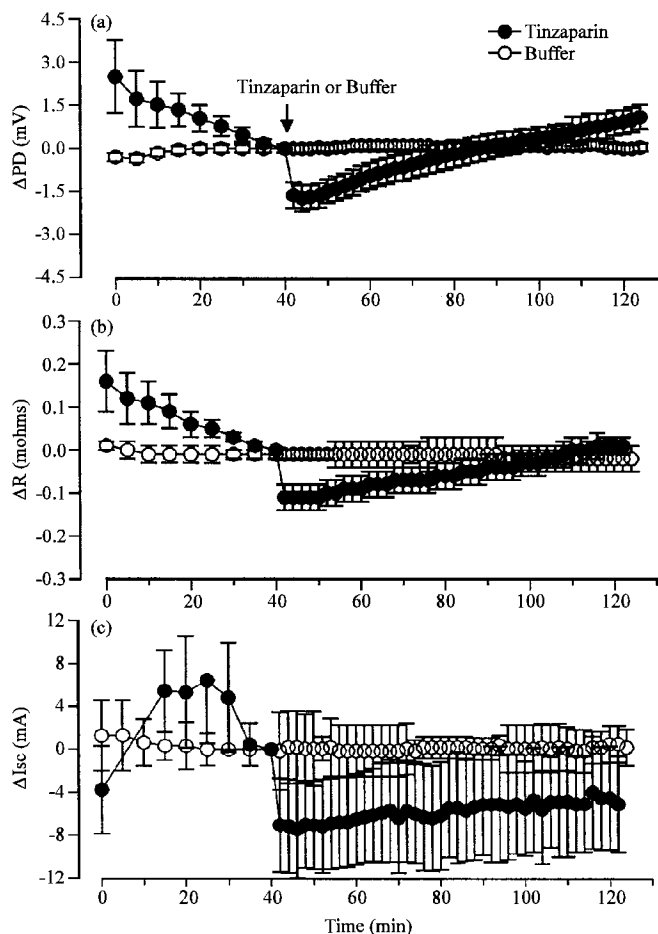 (a)
Tinzaparin
Buffer
Tinzaparin or Buffer
ΔPD (mV)
4.5
3.0
1.5
0.0
-1.5
-3.0
4.5
0 20 40 60 80 100 120
(b)
ΔR (mohms)
0.3
0.2
0.1
0.0
-0.1
-0.2
-0.3
0 20 40 60 80 100 120
(c)
ΔIsc (mA)
12
8
4
0
-4
-8
-12
0 20 40 60 80 100 120
Time (min)